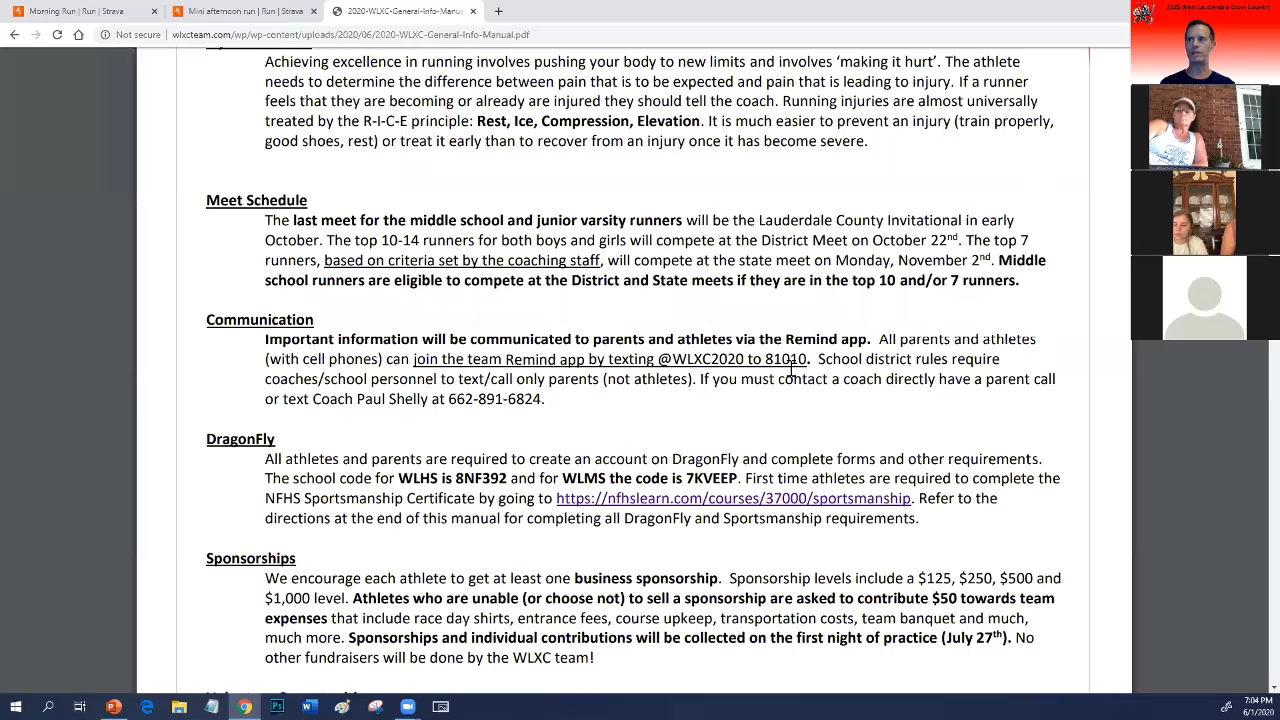 Morning Run | Run | Strava
Mini afternoon run | Run | Strava
2020-WLXC-General-Info-Manua
Not secure | wlxcteam.com/wp/wp-content/uploads/2020/06/2020-WLXC-General-Info-Manual.pdf
2020 West Lauderdale Cross Country
Achieving excellence in running involves pushing your body to new limits and involves ‘making it hurt’. The athlete
needs to determine the difference between pain that is to be expected and pain that is leading to injury. If a runner
feels that they are becoming or already are injured they should tell the coach. Running injuries are almost universally
treated by the R-I-C-E principle: Rest, Ice, Compression, Elevation. It is much easier to prevent an injury (train properly,
good shoes, rest) or treat it early than to recover from an injury once it has become severe.
Meet Schedule
The last meet for the middle school and junior varsity runners will be the Lauderdale County Invitational in early
October. The top 10-14 runners for both boys and girls will compete at the District Meet on October 22nd. The top 7
runners, based on criteria set by the coaching staff, will compete at the state meet on Monday, November 2nd. Middle
school runners are eligible to compete at the District and State meets if they are in the top 10 and/or 7 runners.
Communication
Important information will be communicated to parents and athletes via the Remind app. All parents and athletes
(with cell phones) can join the team Remind app by texting @WLXC2020 to 81010. School district rules require
coaches/school personnel to text/call only parents (not athletes). If you must contact a coach directly have a parent call
or text Coach Paul Shelly at 662-891-6824.
DragonFly
All athletes and parents are required to create an account on DragonFly and complete forms and other requirements.
The school code for WLHS is 8NF392 and for WLMS the code is 7KVEEP. First time athletes are required to complete the
NFHS Sportsmanship Certificate by going to https://nfhslearn.com/courses/37000/sportsmanship. Refer to the
directions at the end of this manual for completing all DragonFly and Sportsmanship requirements.
Sponsorships
We encourage each athlete to get at least one business sponsorship. Sponsorship levels include a $125, $250, $500 and
$1,000 level. Athletes who are unable (or choose not) to sell a sponsorship are asked to contribute $50 towards team
expenses that include race day shirts, entrance fees, course upkeep, transportation costs, team banquet and much,
much more. Sponsorships and individual contributions will be collected on the first night of practice (July 27th). No
other fundraisers will be done by the WLXC team!
7:04 PM
6/1/2020